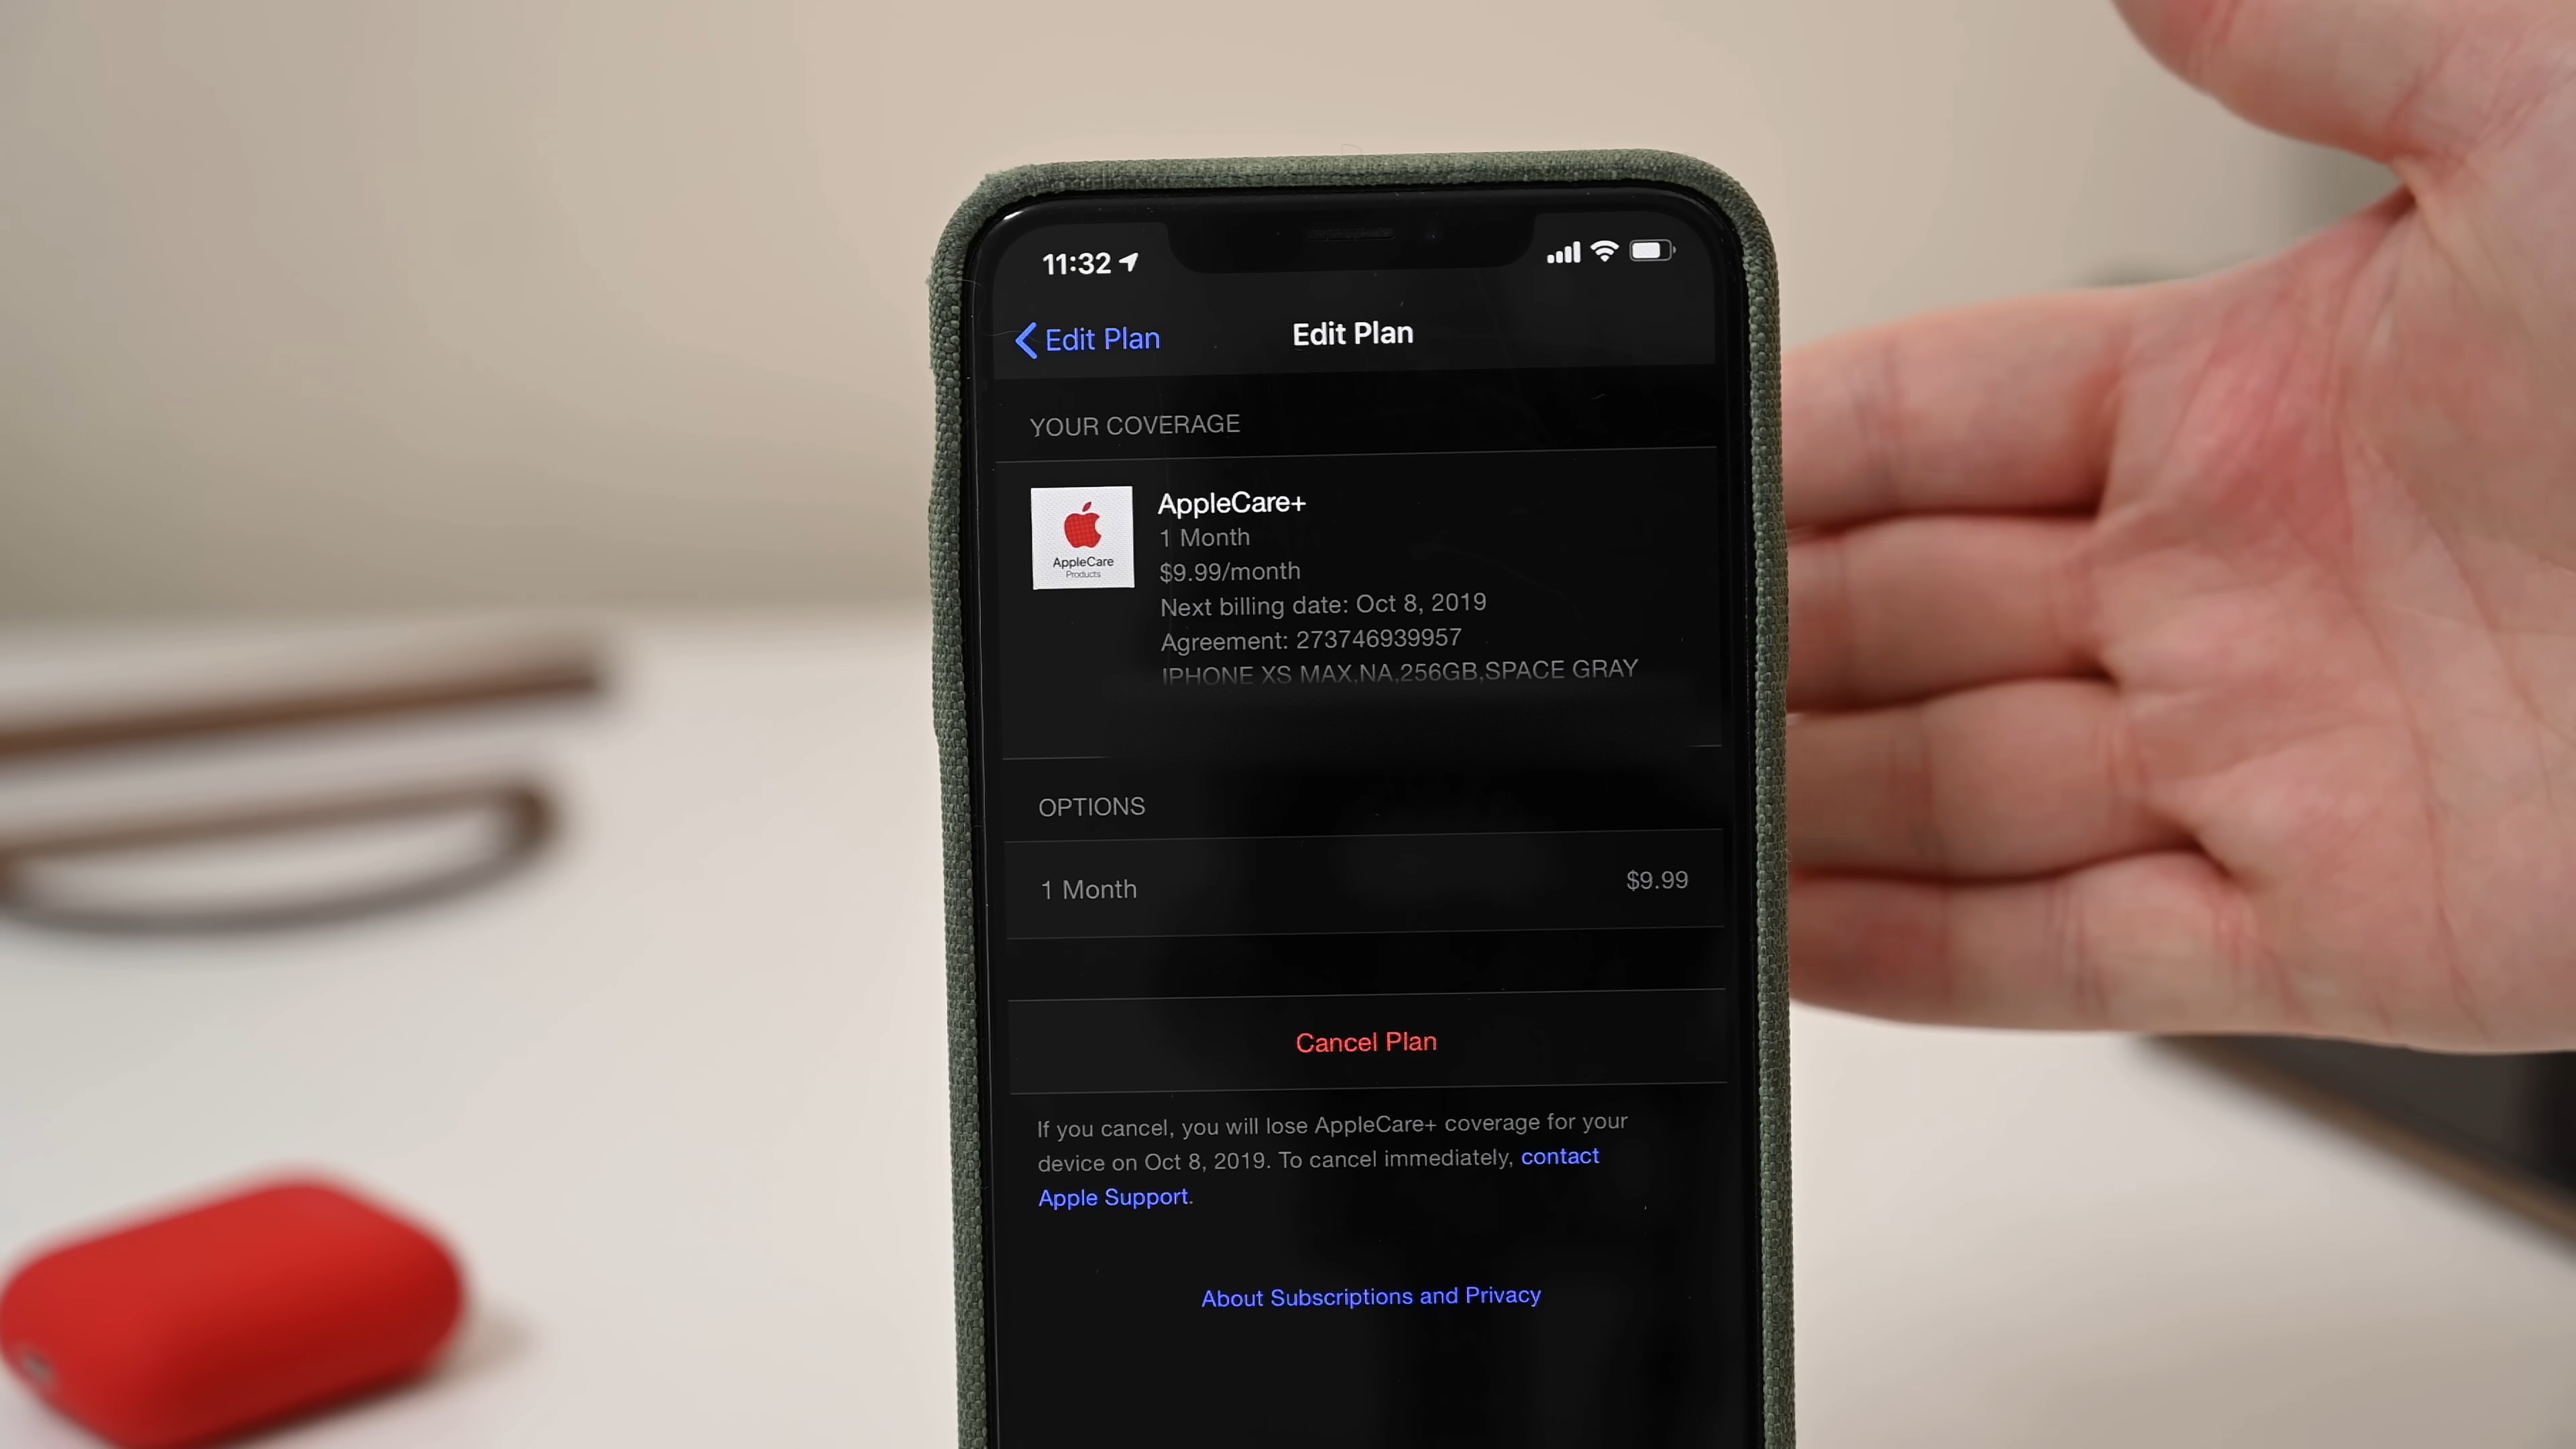 11:32
Edit Plan
Edit Plan
YOUR COVERAGE
AppleCare
Products
AppleCare+
1 Month
$9.99/month
Next billing date: Oct 8, 2019
Agreement: 273746939957
IPHONE XS MAX,NA,256GB,SPACE GRAY
OPTIONS
1 Month $9.99
Cancel Plan
If you cancel, you will lose AppleCare+ coverage for your
device on Oct 8, 2019. To cancel immediately, contact
Apple Support.
About Subscriptions and Privacy